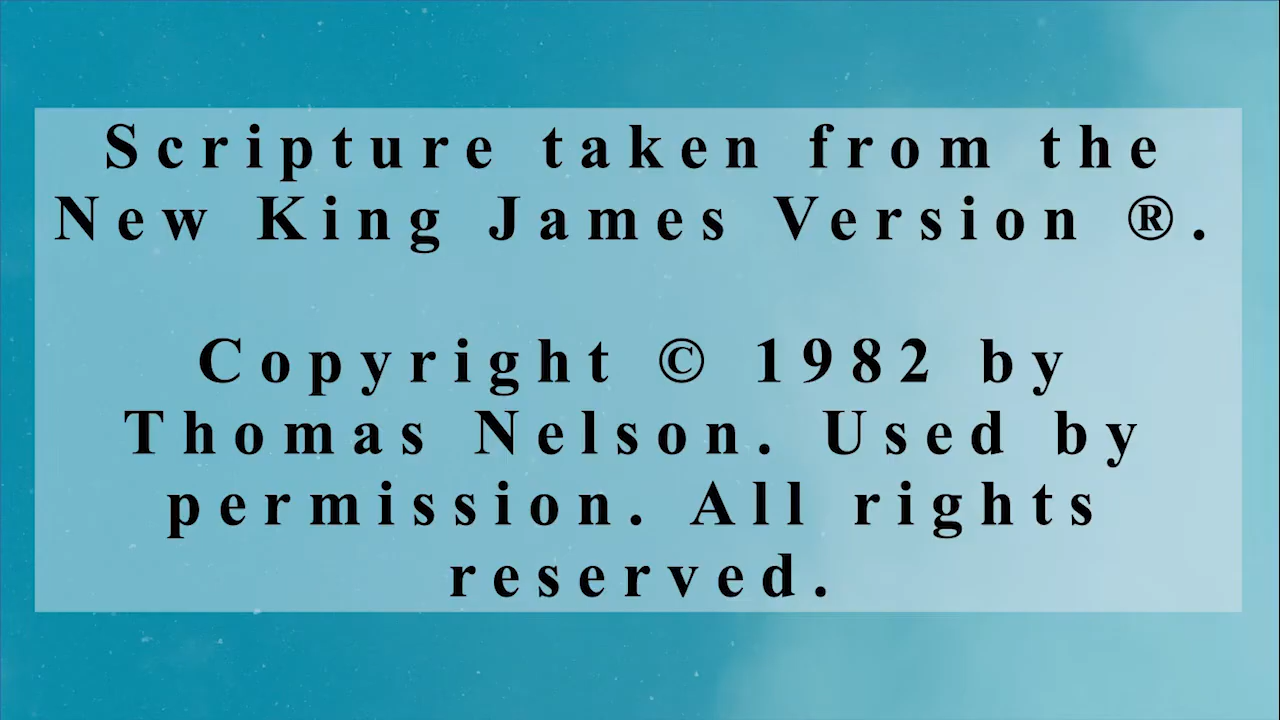 Scripture taken from the
New King James Version ®.
Copyright © 1982 by
Thomas Nelson. Used by
permission. All rights
reserved.